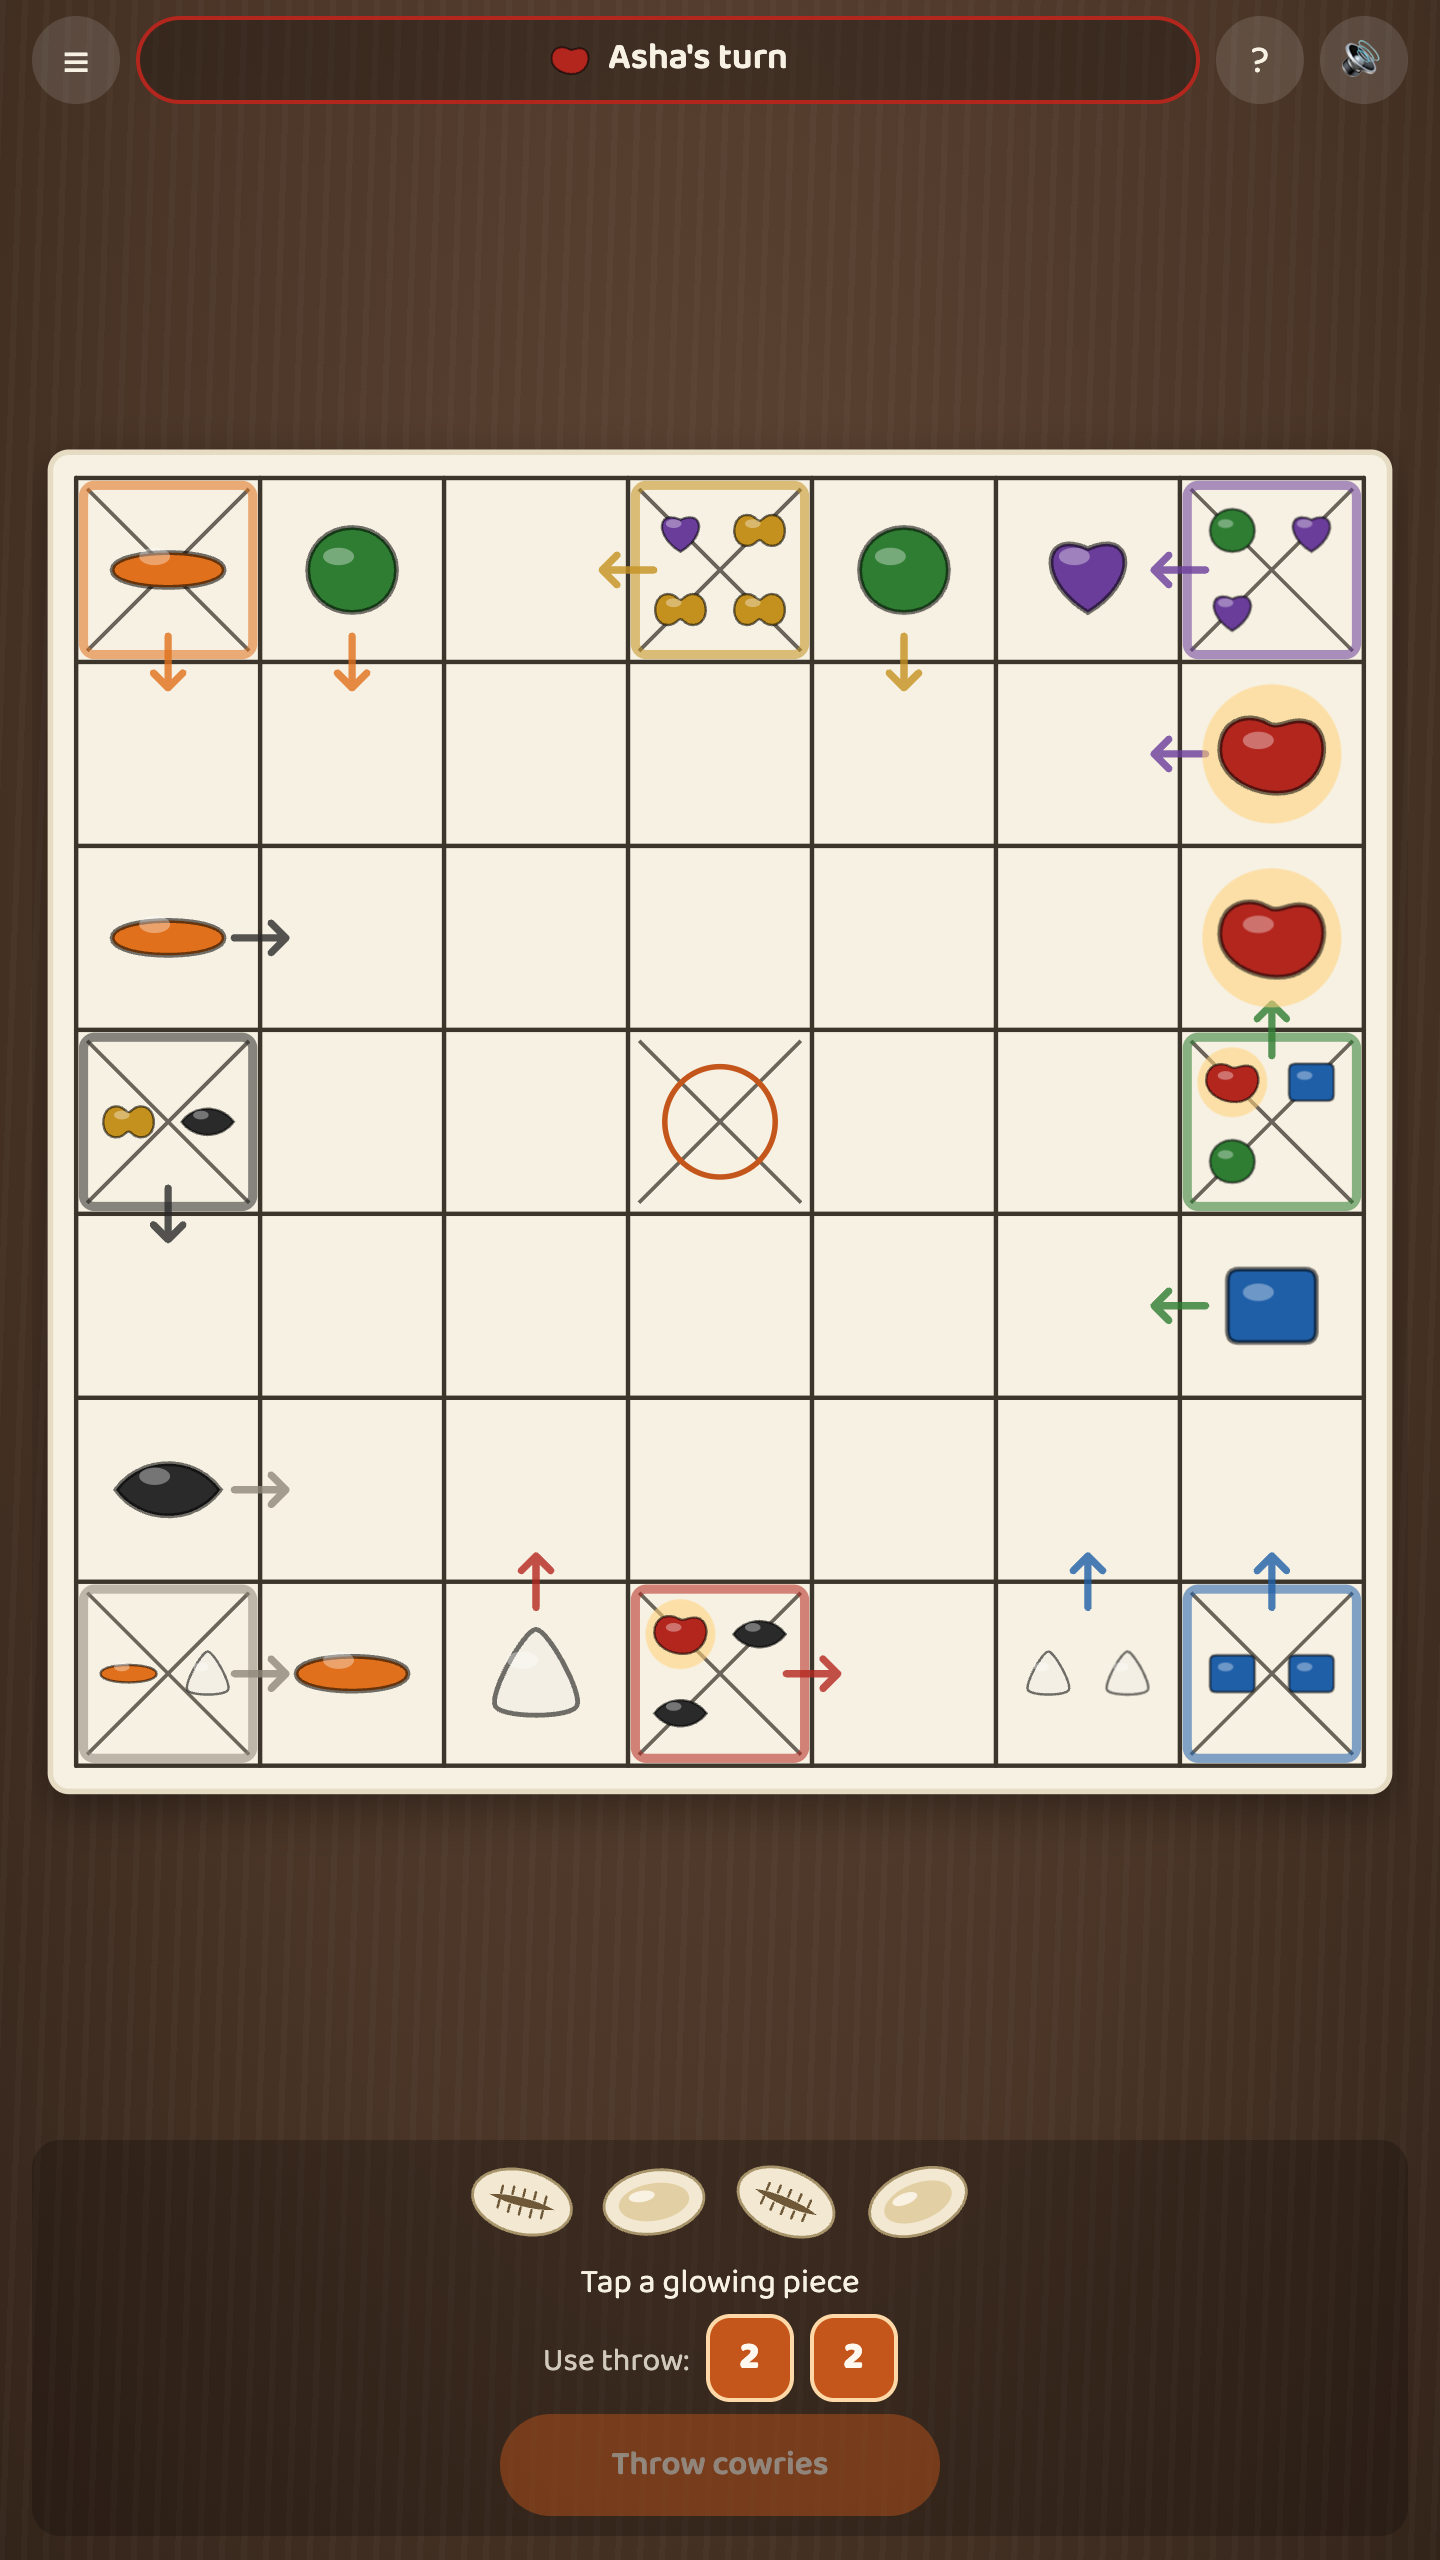 Asha's turn
?
Tap a glowing piece
Use throw: 2 2
Throw cowries